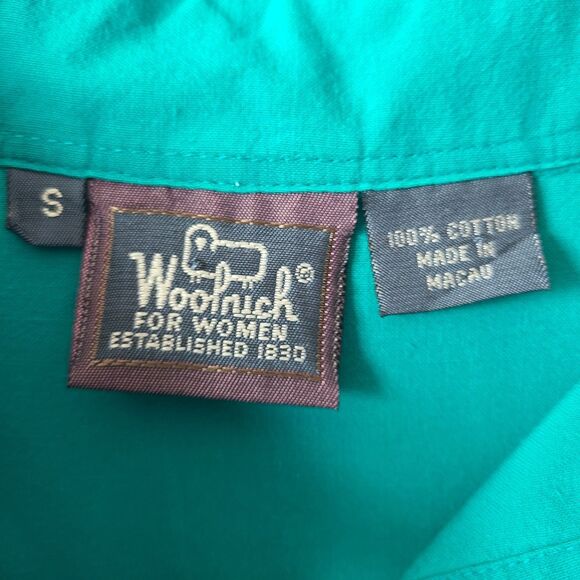 S
Woolrich®
FOR WOMEN
ESTABLISHED 1830
100% COTTON
MADE IN
MACAU